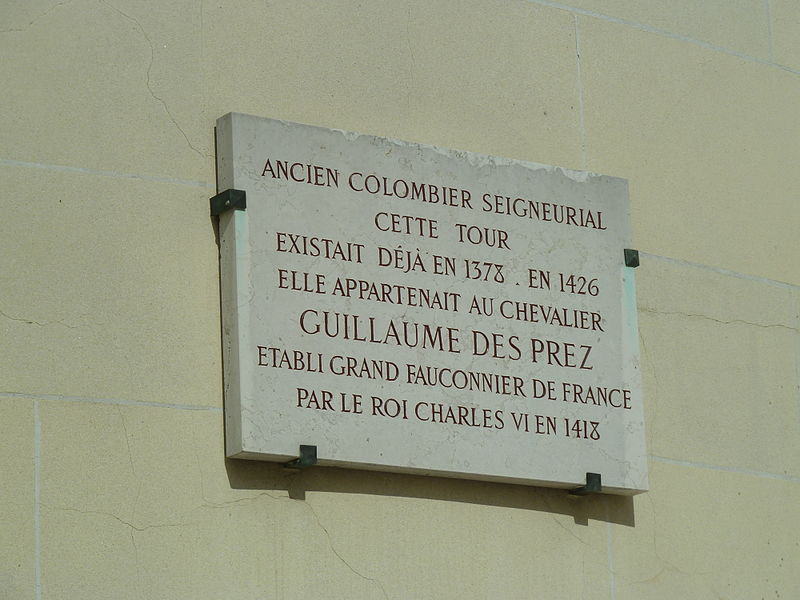 ANCIEN COLOMBIER SEIGNEURIAL
CETTE TOUR
EXISTAIT DÉJÀ EN 1378 . EN 1426
ELLE APPARTENAIT AU CHEVALIER
GUILLAUME DES PREZ
ETABLI GRAND FAUCONNIER DE FRANCE
PAR LE ROI CHARLES VI EN 1418